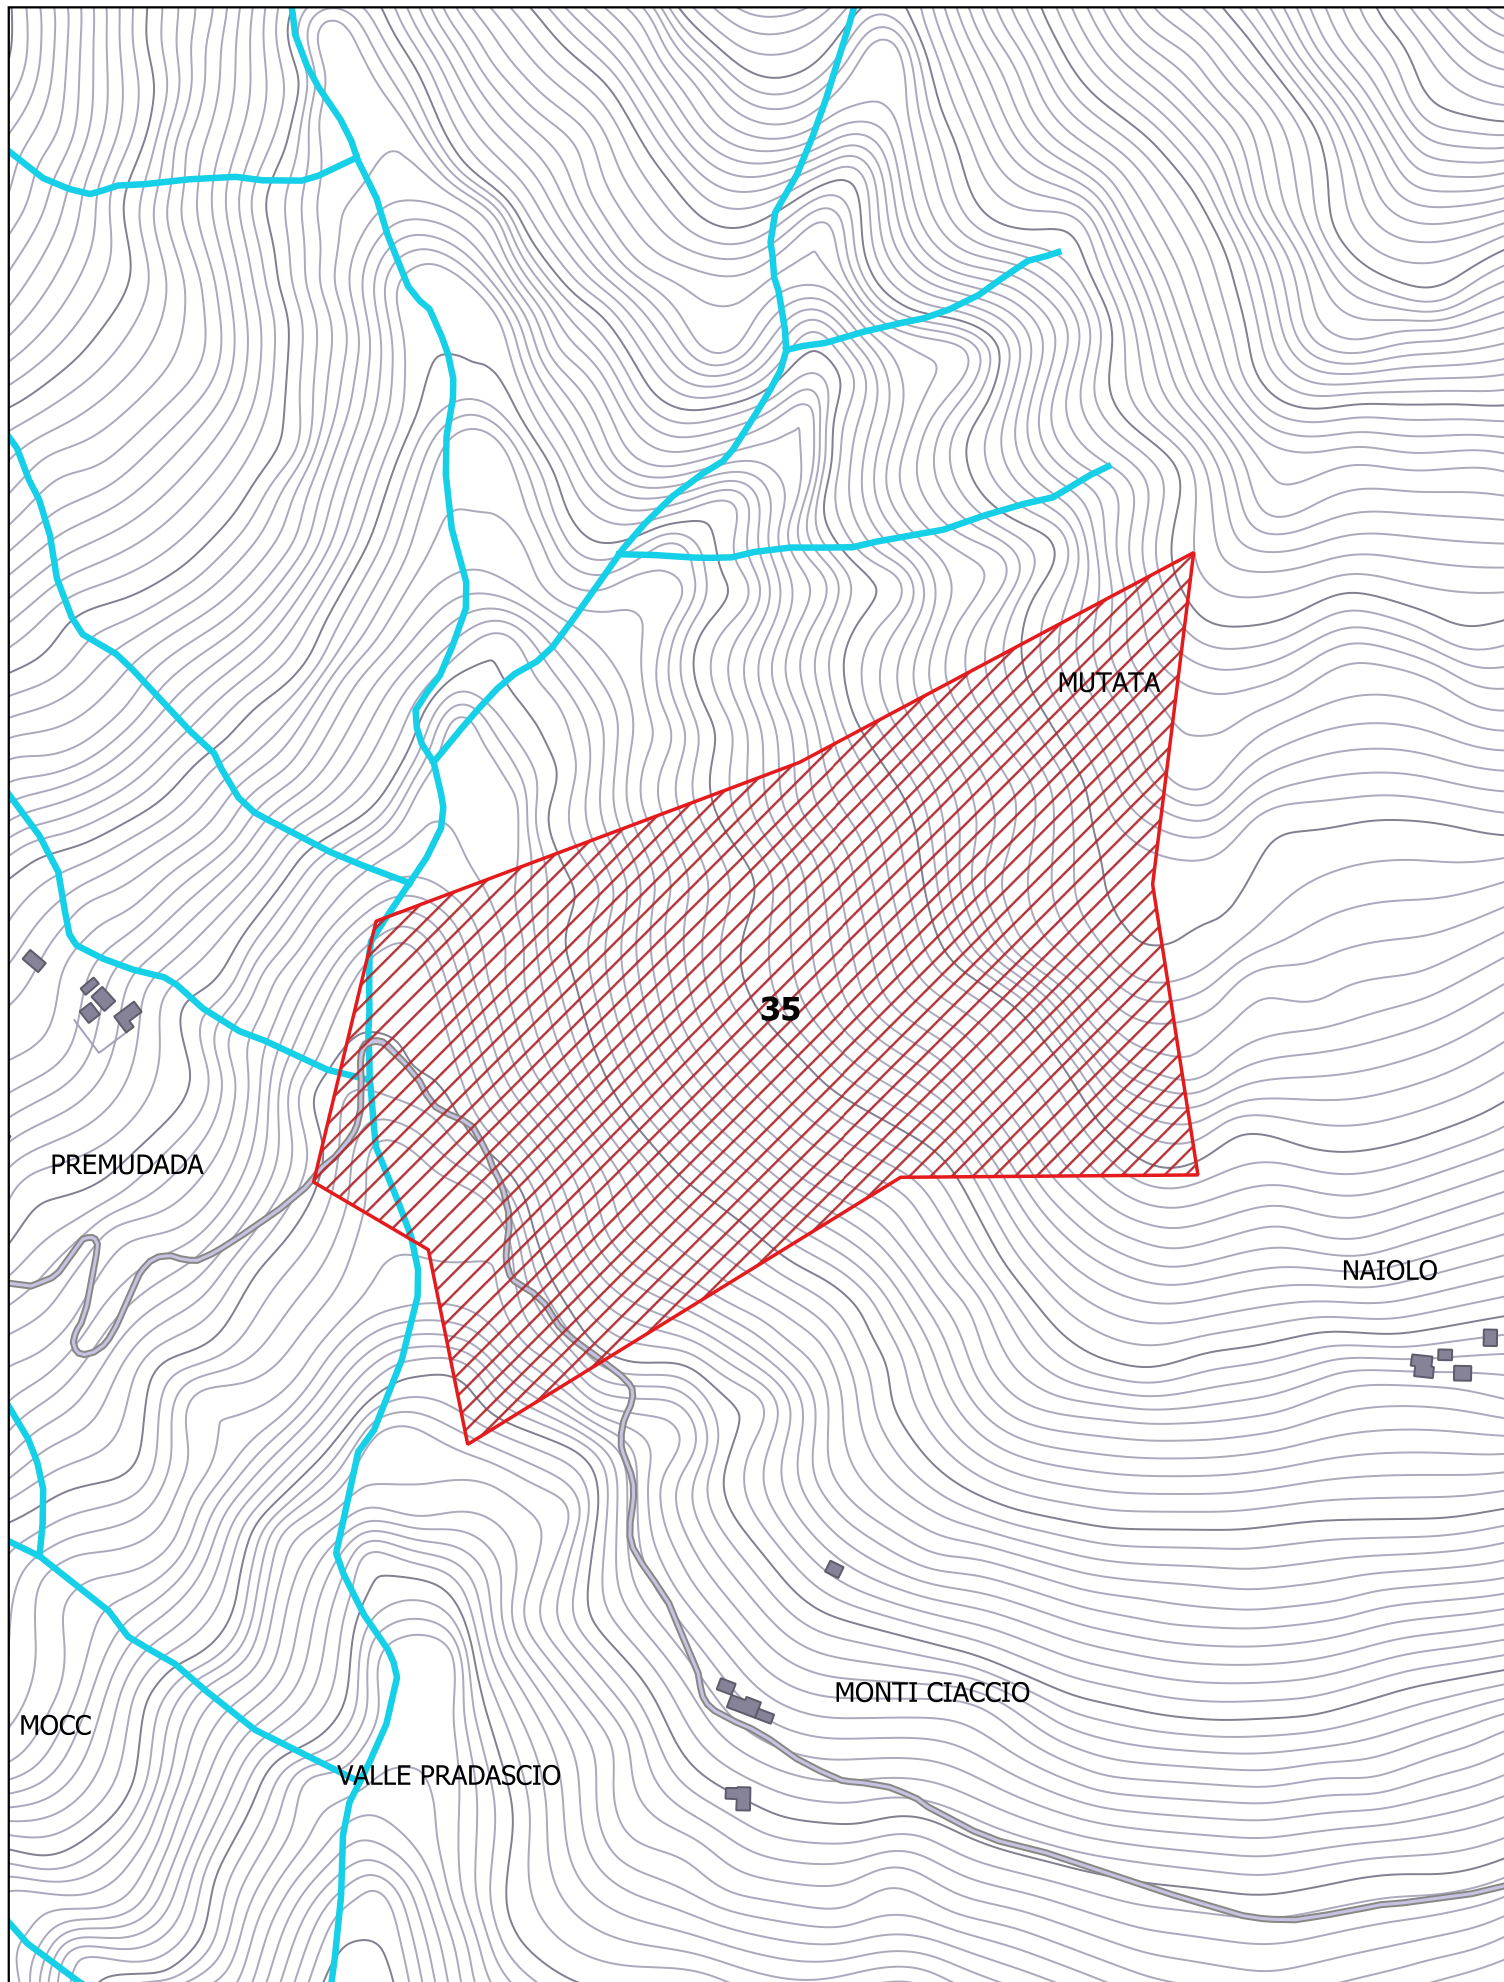 MUTATA
35
PREMUDADA
NAIOLO
MONTI CIACCIO
MOCC
VALLE PRADASCIO